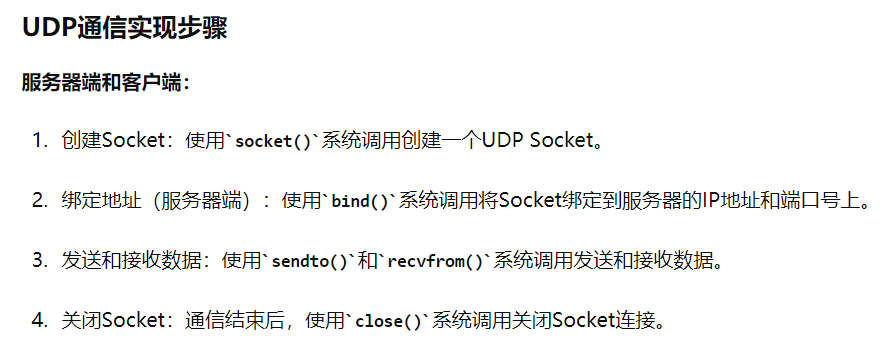 UDP通信实现步骤
服务器端和客户端：
1. 创建Socket：使用`socket()`系统调用创建一个UDP Socket。
2. 绑定地址（服务器端）：使用`bind()`系统调用将Socket绑定到服务器的IP地址和端口号上。
3. 发送和接收数据：使用`sendto()`和`recvfrom()`系统调用发送和接收数据。
4. 关闭Socket：通信结束后，使用`close()`系统调用关闭Socket连接。